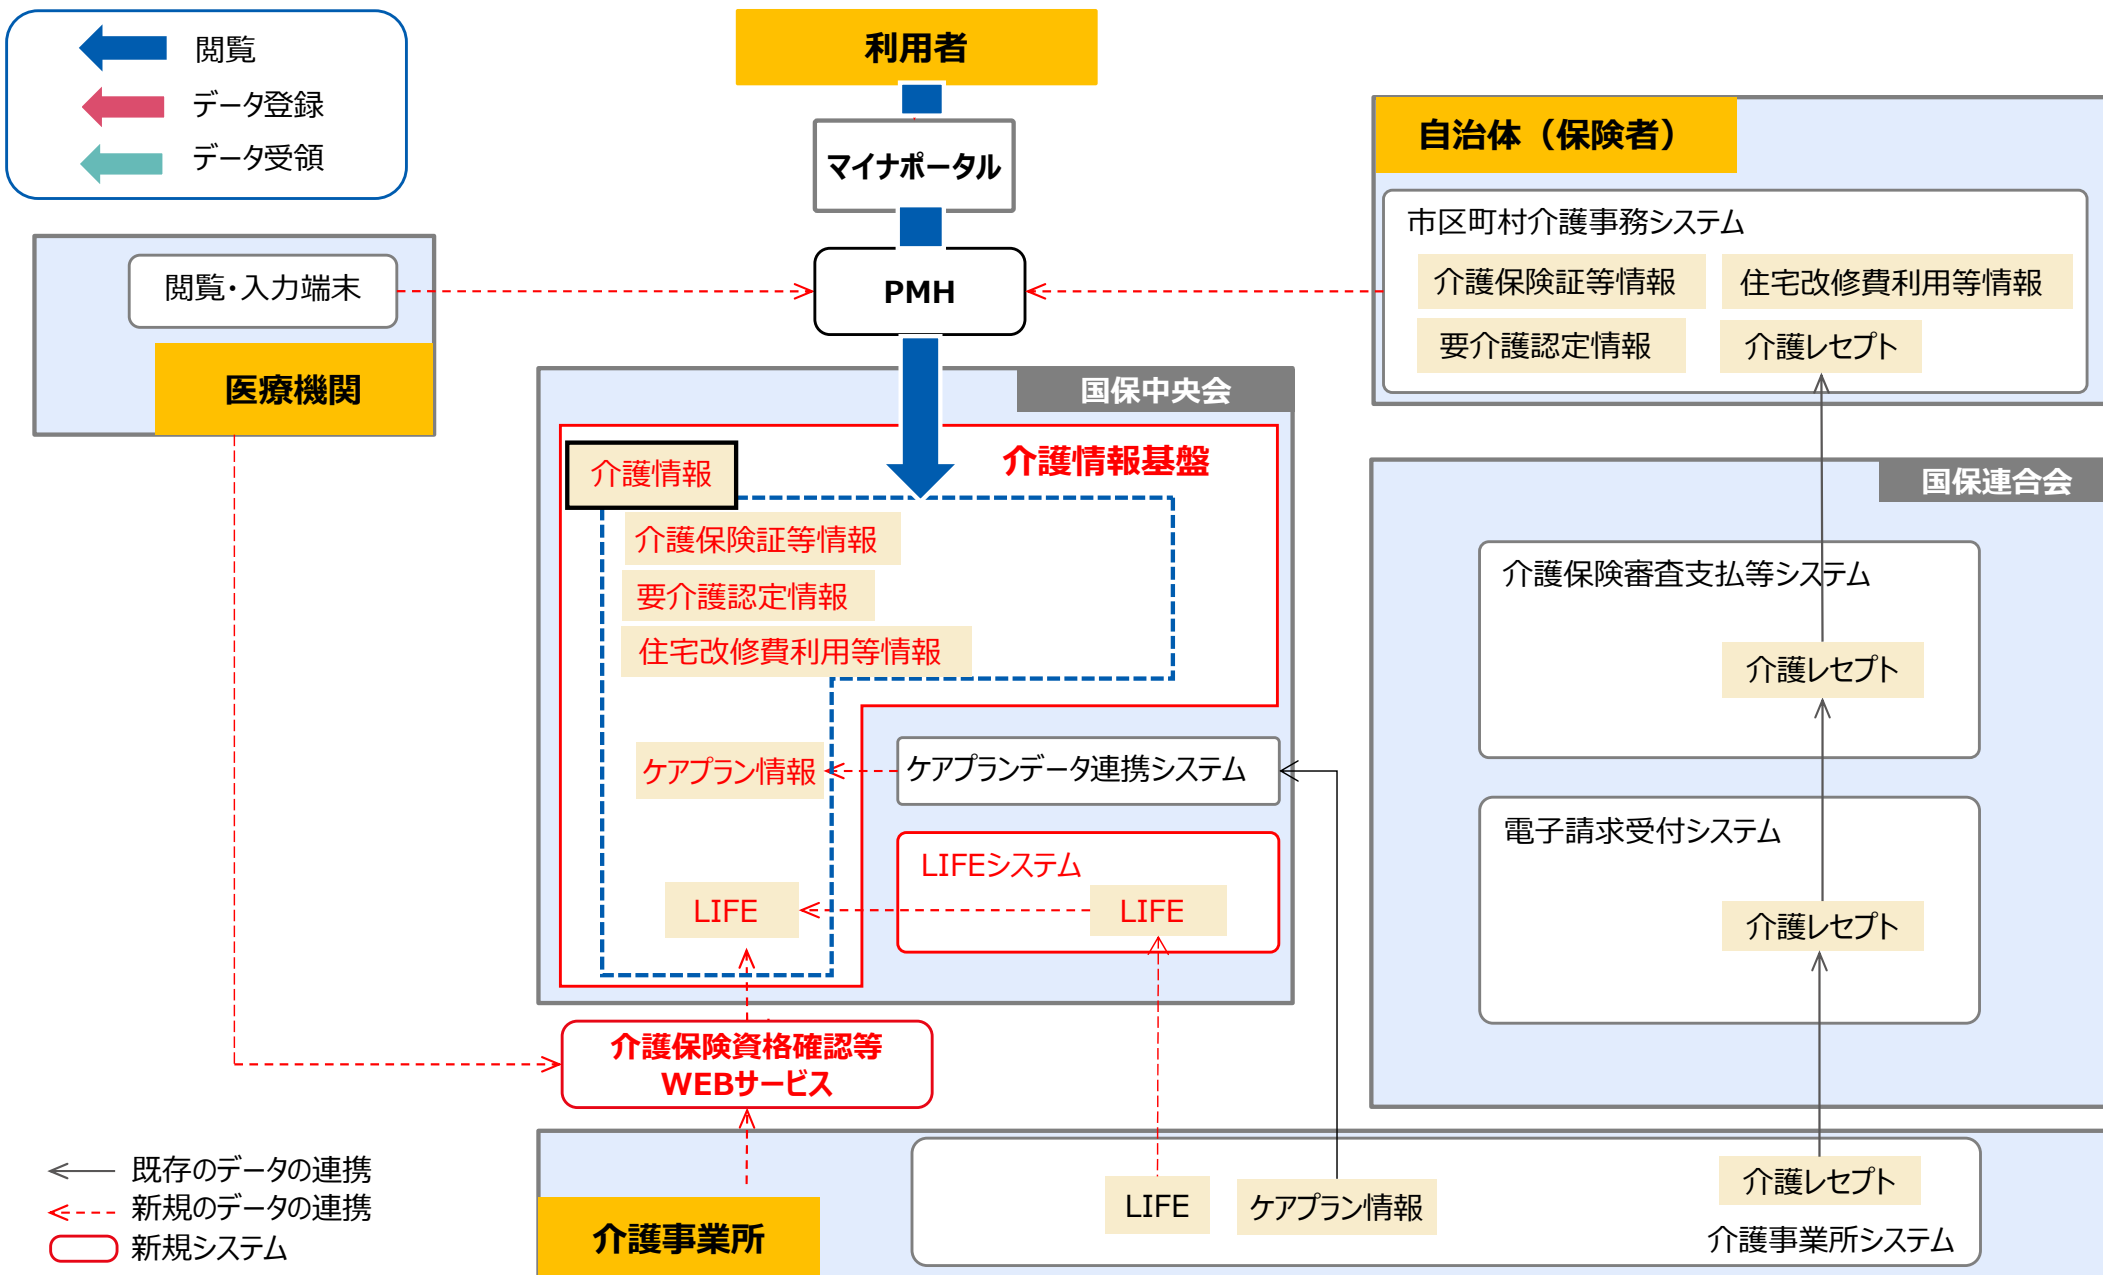 閲覧
データ登録
データ受領
利用者
マイナポータル
PMH
閲覧・入力端末
医療機関
自治体（保険者）
市区町村介護事務システム
介護保険証等情報
住宅改修費利用等情報
要介護認定情報
介護レセプト
国保中央会
介護情報基盤
介護情報
介護保険証等情報
要介護認定情報
住宅改修費利用等情報
ケアプラン情報
ケアプランデータ連携システム
LIFEシステム
LIFE
LIFE
国保連合会
介護保険審査支払等システム
介護レセプト
電子請求受付システム
介護レセプト
介護保険資格確認等
WEBサービス
既存のデータの連携
新規のデータの連携
新規システム
介護事業所
LIFE
ケアプラン情報
介護レセプト
介護事業所システム